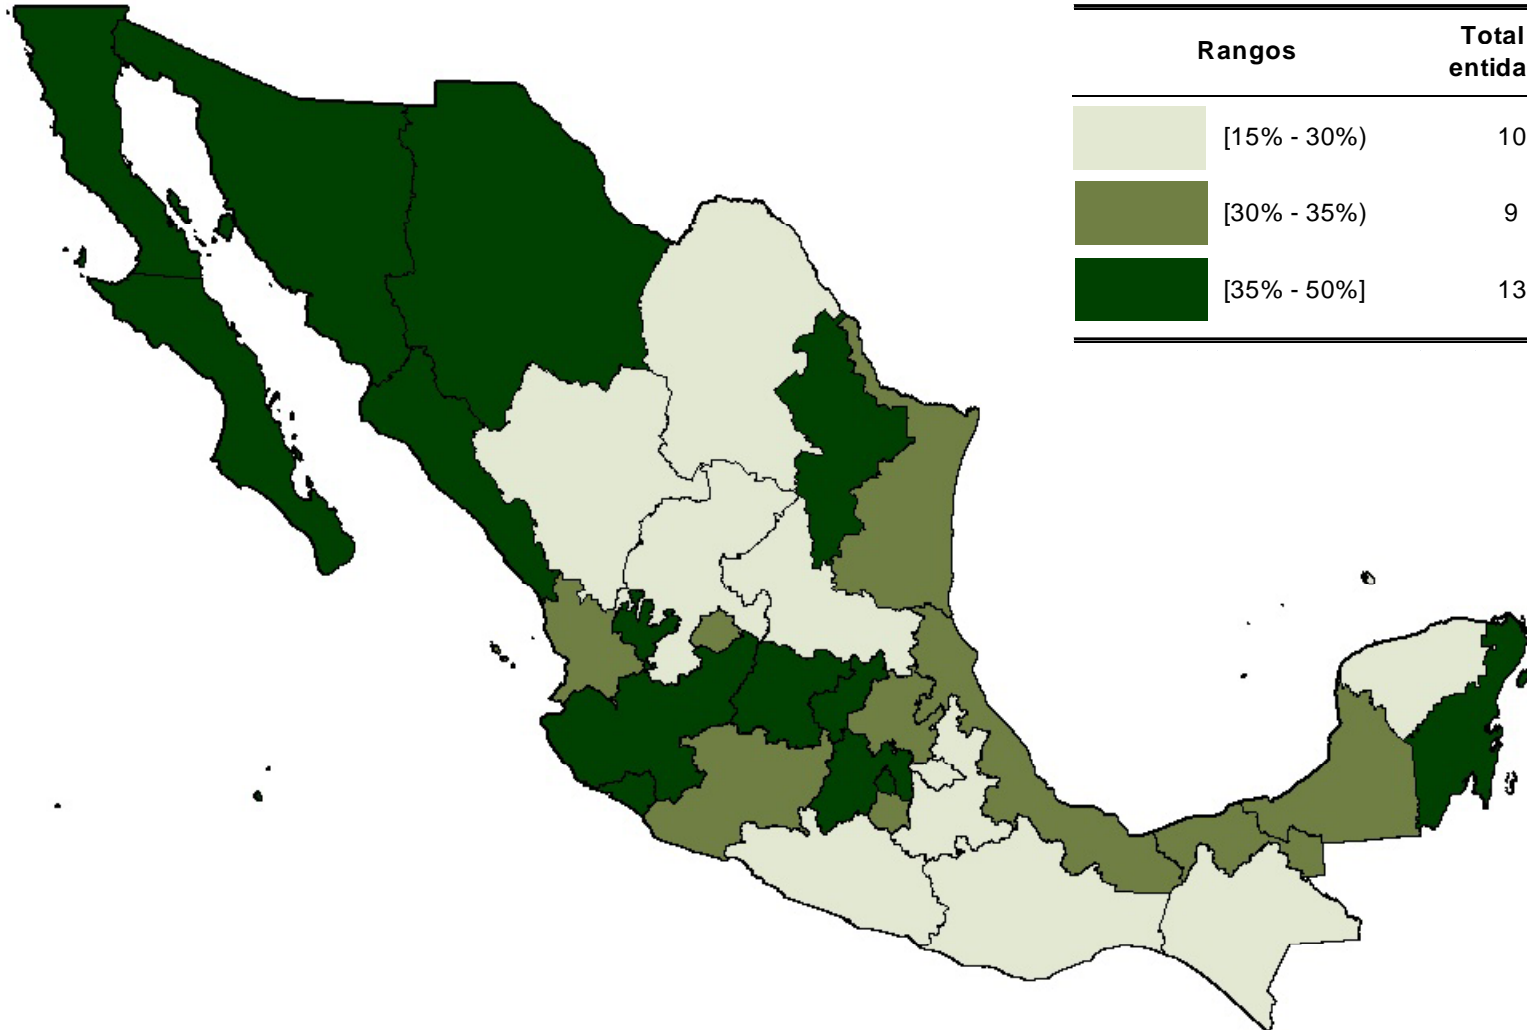 Rangos
Total
entida
[15% - 30%) 10
[30% - 35%) 9
[35% - 50%] 13